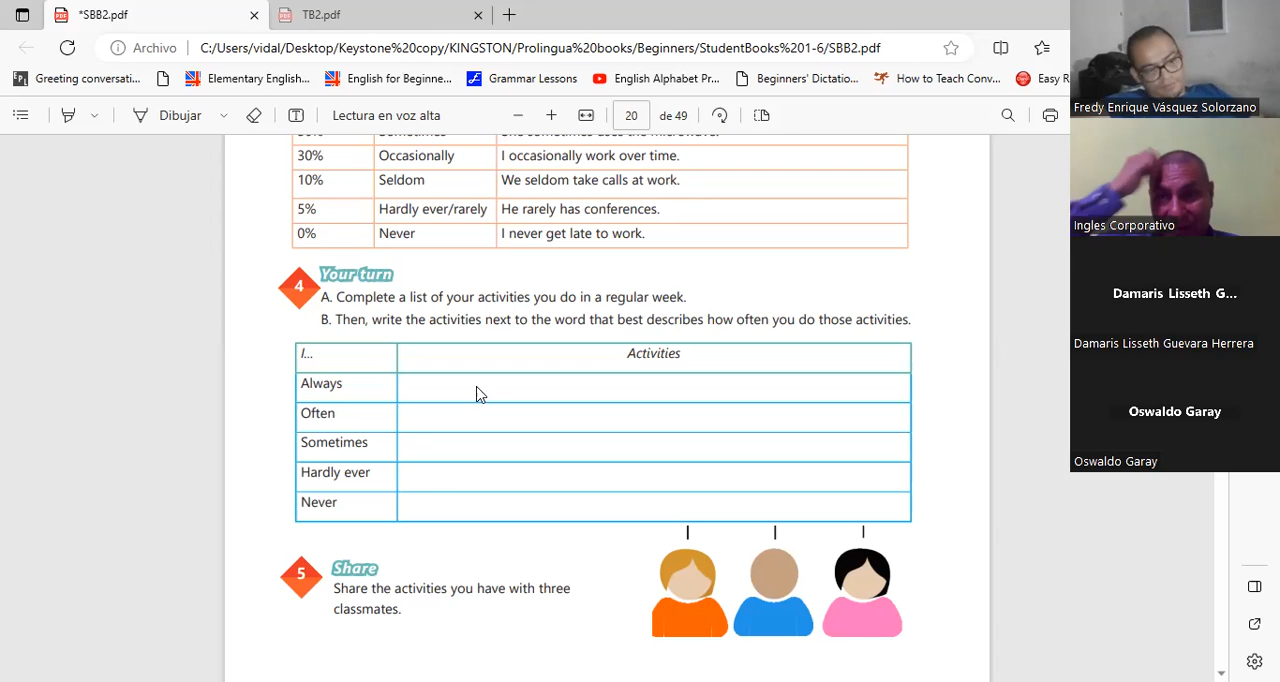 *SBB2.pdf
TB2.pdf
Archivo
C:/Users/vidal/Desktop/Keystone%20copy/KINGSTON/Prolingua%20books/Beginners/StudentBooks%201-6/SBB2.pdf
Greeting conversati...
Elementary English...
English for Beginne...
Grammar Lessons
English Alphabet Pr...
Beginners' Dictatio...
How to Teach Conv...
Easy R
Dibujar
Lectura en voz alta
20
de 49
30% Occasionally I occasionally work over time.
10% Seldom We seldom take calls at work.
5% Hardly ever/rarely He rarely has conferences.
0% Never I never get late to work.
4 Your turn
A. Complete a list of your activities you do in a regular week.
B. Then, write the activities next to the word that best describes how often you do those activities.
I... Activities
Always
Often
Sometimes
Hardly ever
Never
5 Share
Share the activities you have with three
classmates.
Fredy Enrique Vásquez Solorzano
Ingles Corporativo
Damaris Lisseth G...
Damaris Lisseth Guevara Herrera
Oswaldo Garay
Oswaldo Garay